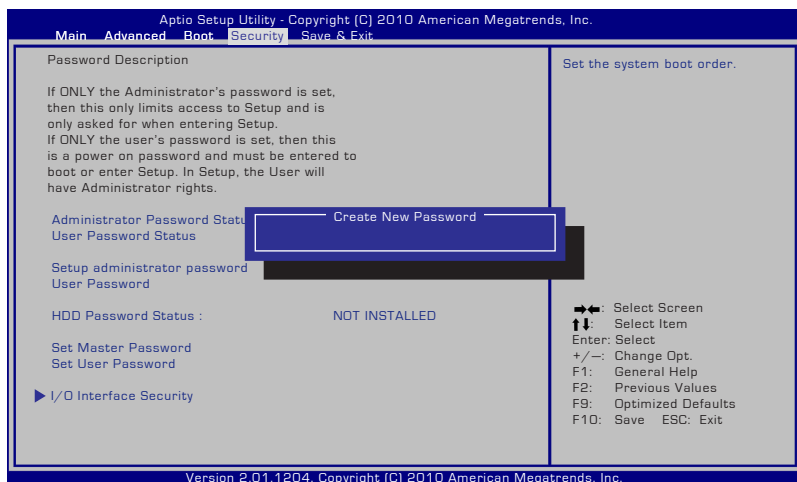 Aptio Setup Utility - Copyright (C) 2010 American Megatrends, Inc.
Main Advanced Boot Security Save & Exit
Password Description
If ONLY the Administrator's password is set,
then this only limits access to Setup and is
only asked for when entering Setup.
If ONLY the user's password is set, then this
is a power on password and must be entered to
boot or enter Setup. In Setup, the User will
have Administrator rights.
Administrator Password Statu
User Password Status
Create New Password
Setup administrator password
User Password
HDD Password Status : NOT INSTALLED
Set Master Password
Set User Password
I/O Interface Security
Set the system boot order.
→←: Select Screen
↑↓: Select Item
Enter: Select
+/—: Change Opt.
F1: General Help
F2: Previous Values
F9: Optimized Defaults
F10: Save ESC: Exit
Version 2.01.1204. Copyright (C) 2010 American Megatrends, Inc.